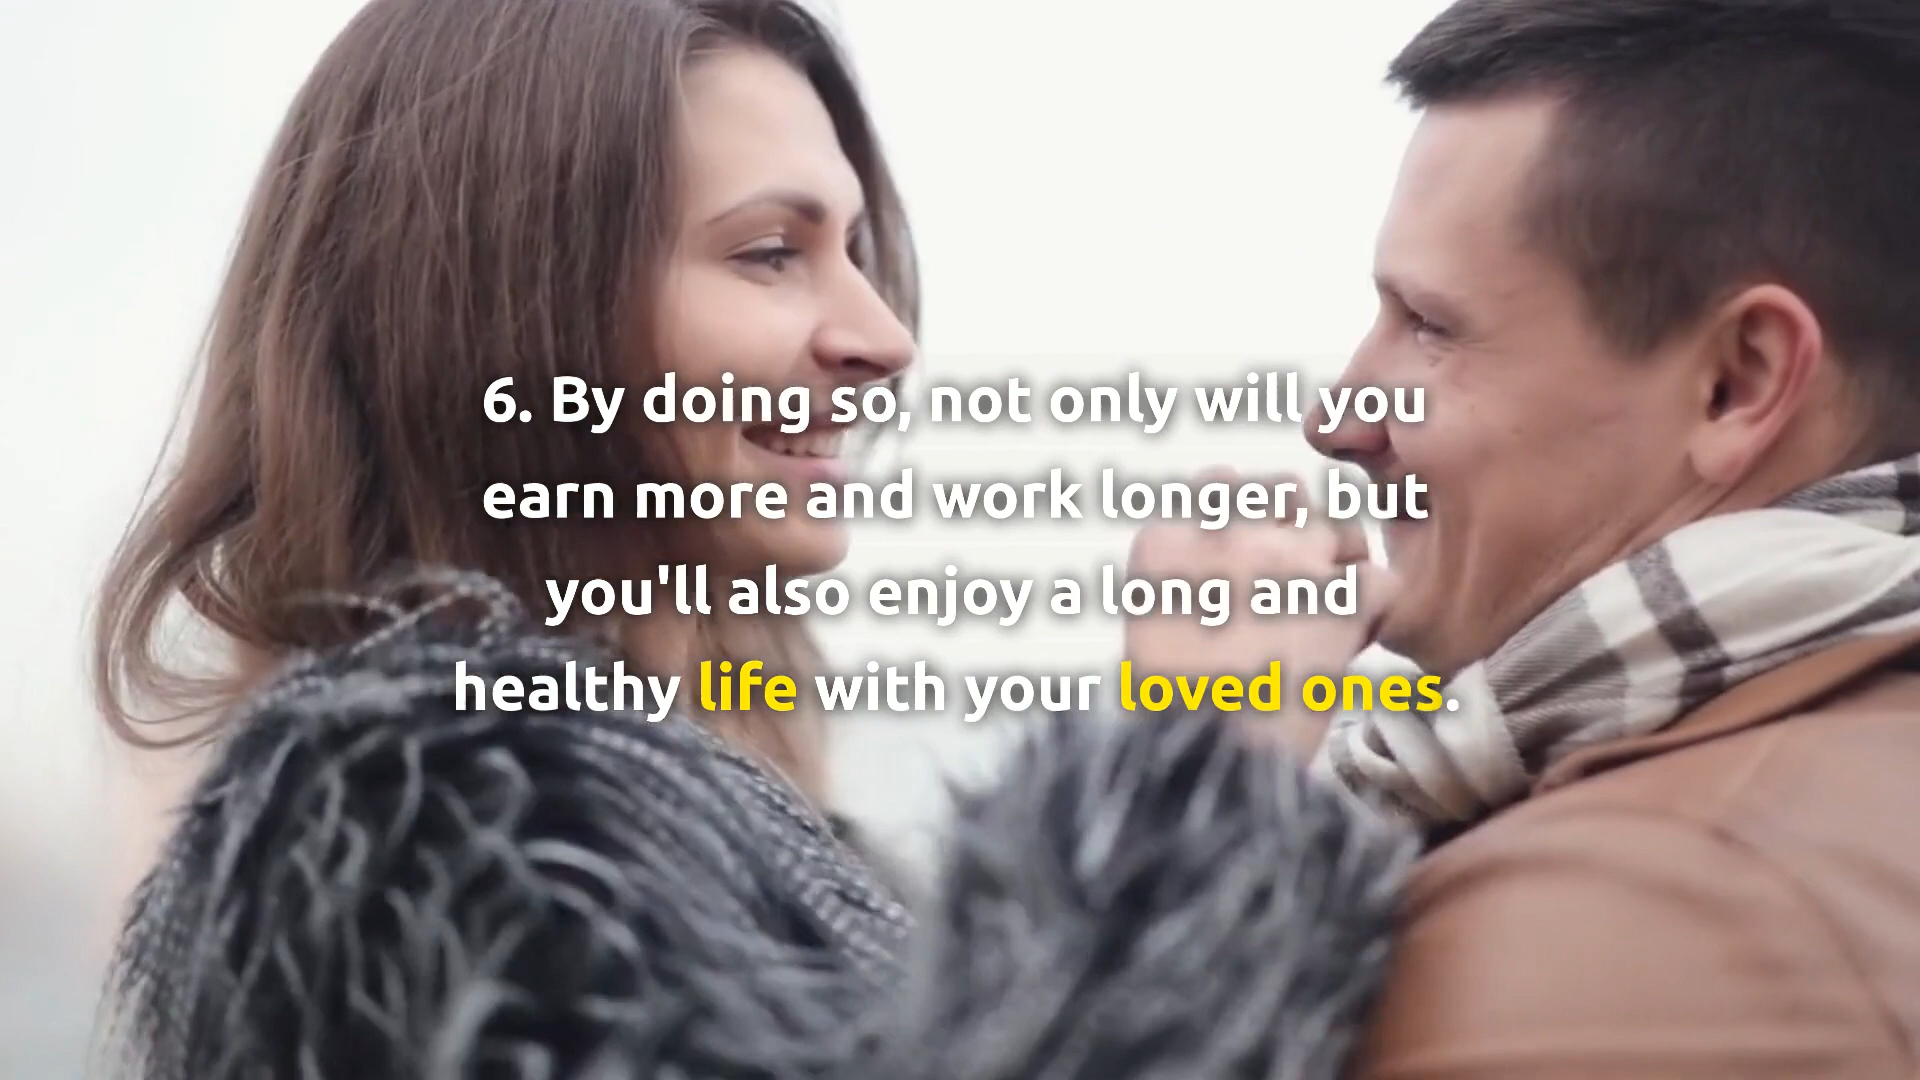 6. By doing so, not only will you
earn more and work longer, but
you'll also enjoy a long and
healthy life with your loved ones.